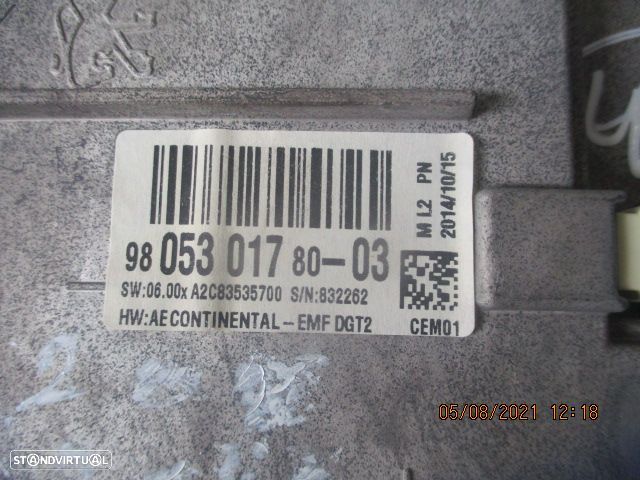 98 053 017 80-03
SW:06.00x A2C83535700 S/N:832262
HW:AE CONTINENTAL-EMF DGT2
M L2 PN
2014/10/15
CEM01
05/08/2021 12:18
STANDVIRTUAL